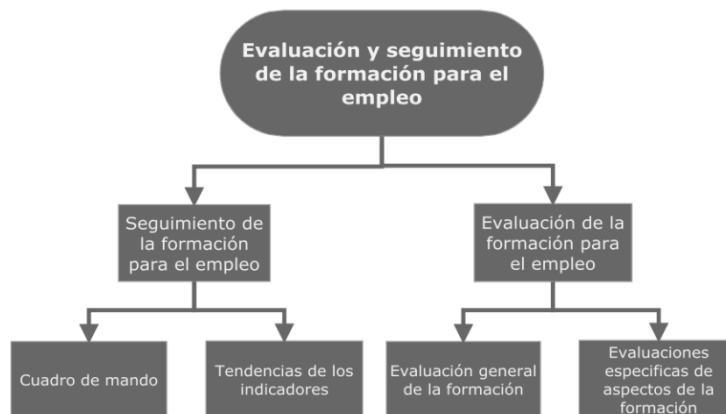 Evaluación y seguimiento
de la formación para el
empleo
Seguimiento de
la formación
para el empleo
Evaluación de la
formación para
el empleo
Cuadro de mando
Tendencias de los
indicadores
Evaluación general
de la formación
Evaluaciones
especificas de
aspectos de la
formación